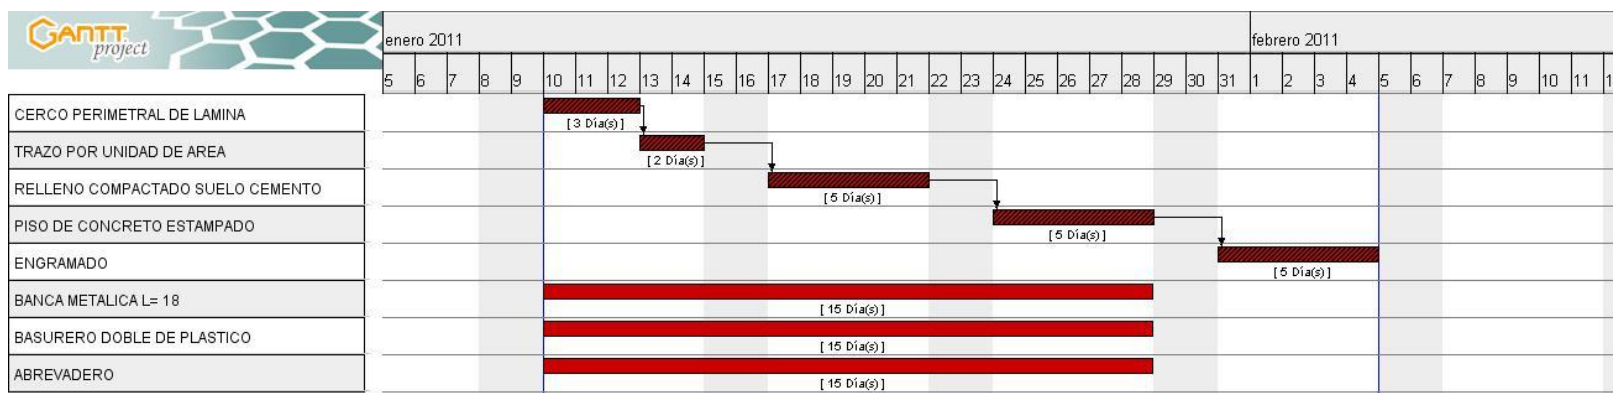 GANTT
project
enero 2011 febrero 2011
5 6 7 8 9 10 11 12 13 14 15 16 17 18 19 20 21 22 23 24 25 26 27 28 29 30 31 1 2 3 4 5 6 7 8 9 10 11 1
CERCO PERIMETRAL DE LAMINA
[ 3 Día(s) ]
TRAZO POR UNIDAD DE AREA
[ 2 Día(s) ]
RELLENO COMPACTADO SUELO CEMENTO
[ 5 Día(s) ]
PISO DE CONCRETO ESTAMPADO
[ 5 Día(s) ]
ENGRAMADO
[ 5 Día(s) ]
BANCA METALICA L= 18
[ 15 Día(s) ]
BASURERO DOBLE DE PLASTICO
[ 15 Día(s) ]
ABREVADERO
[ 15 Día(s) ]